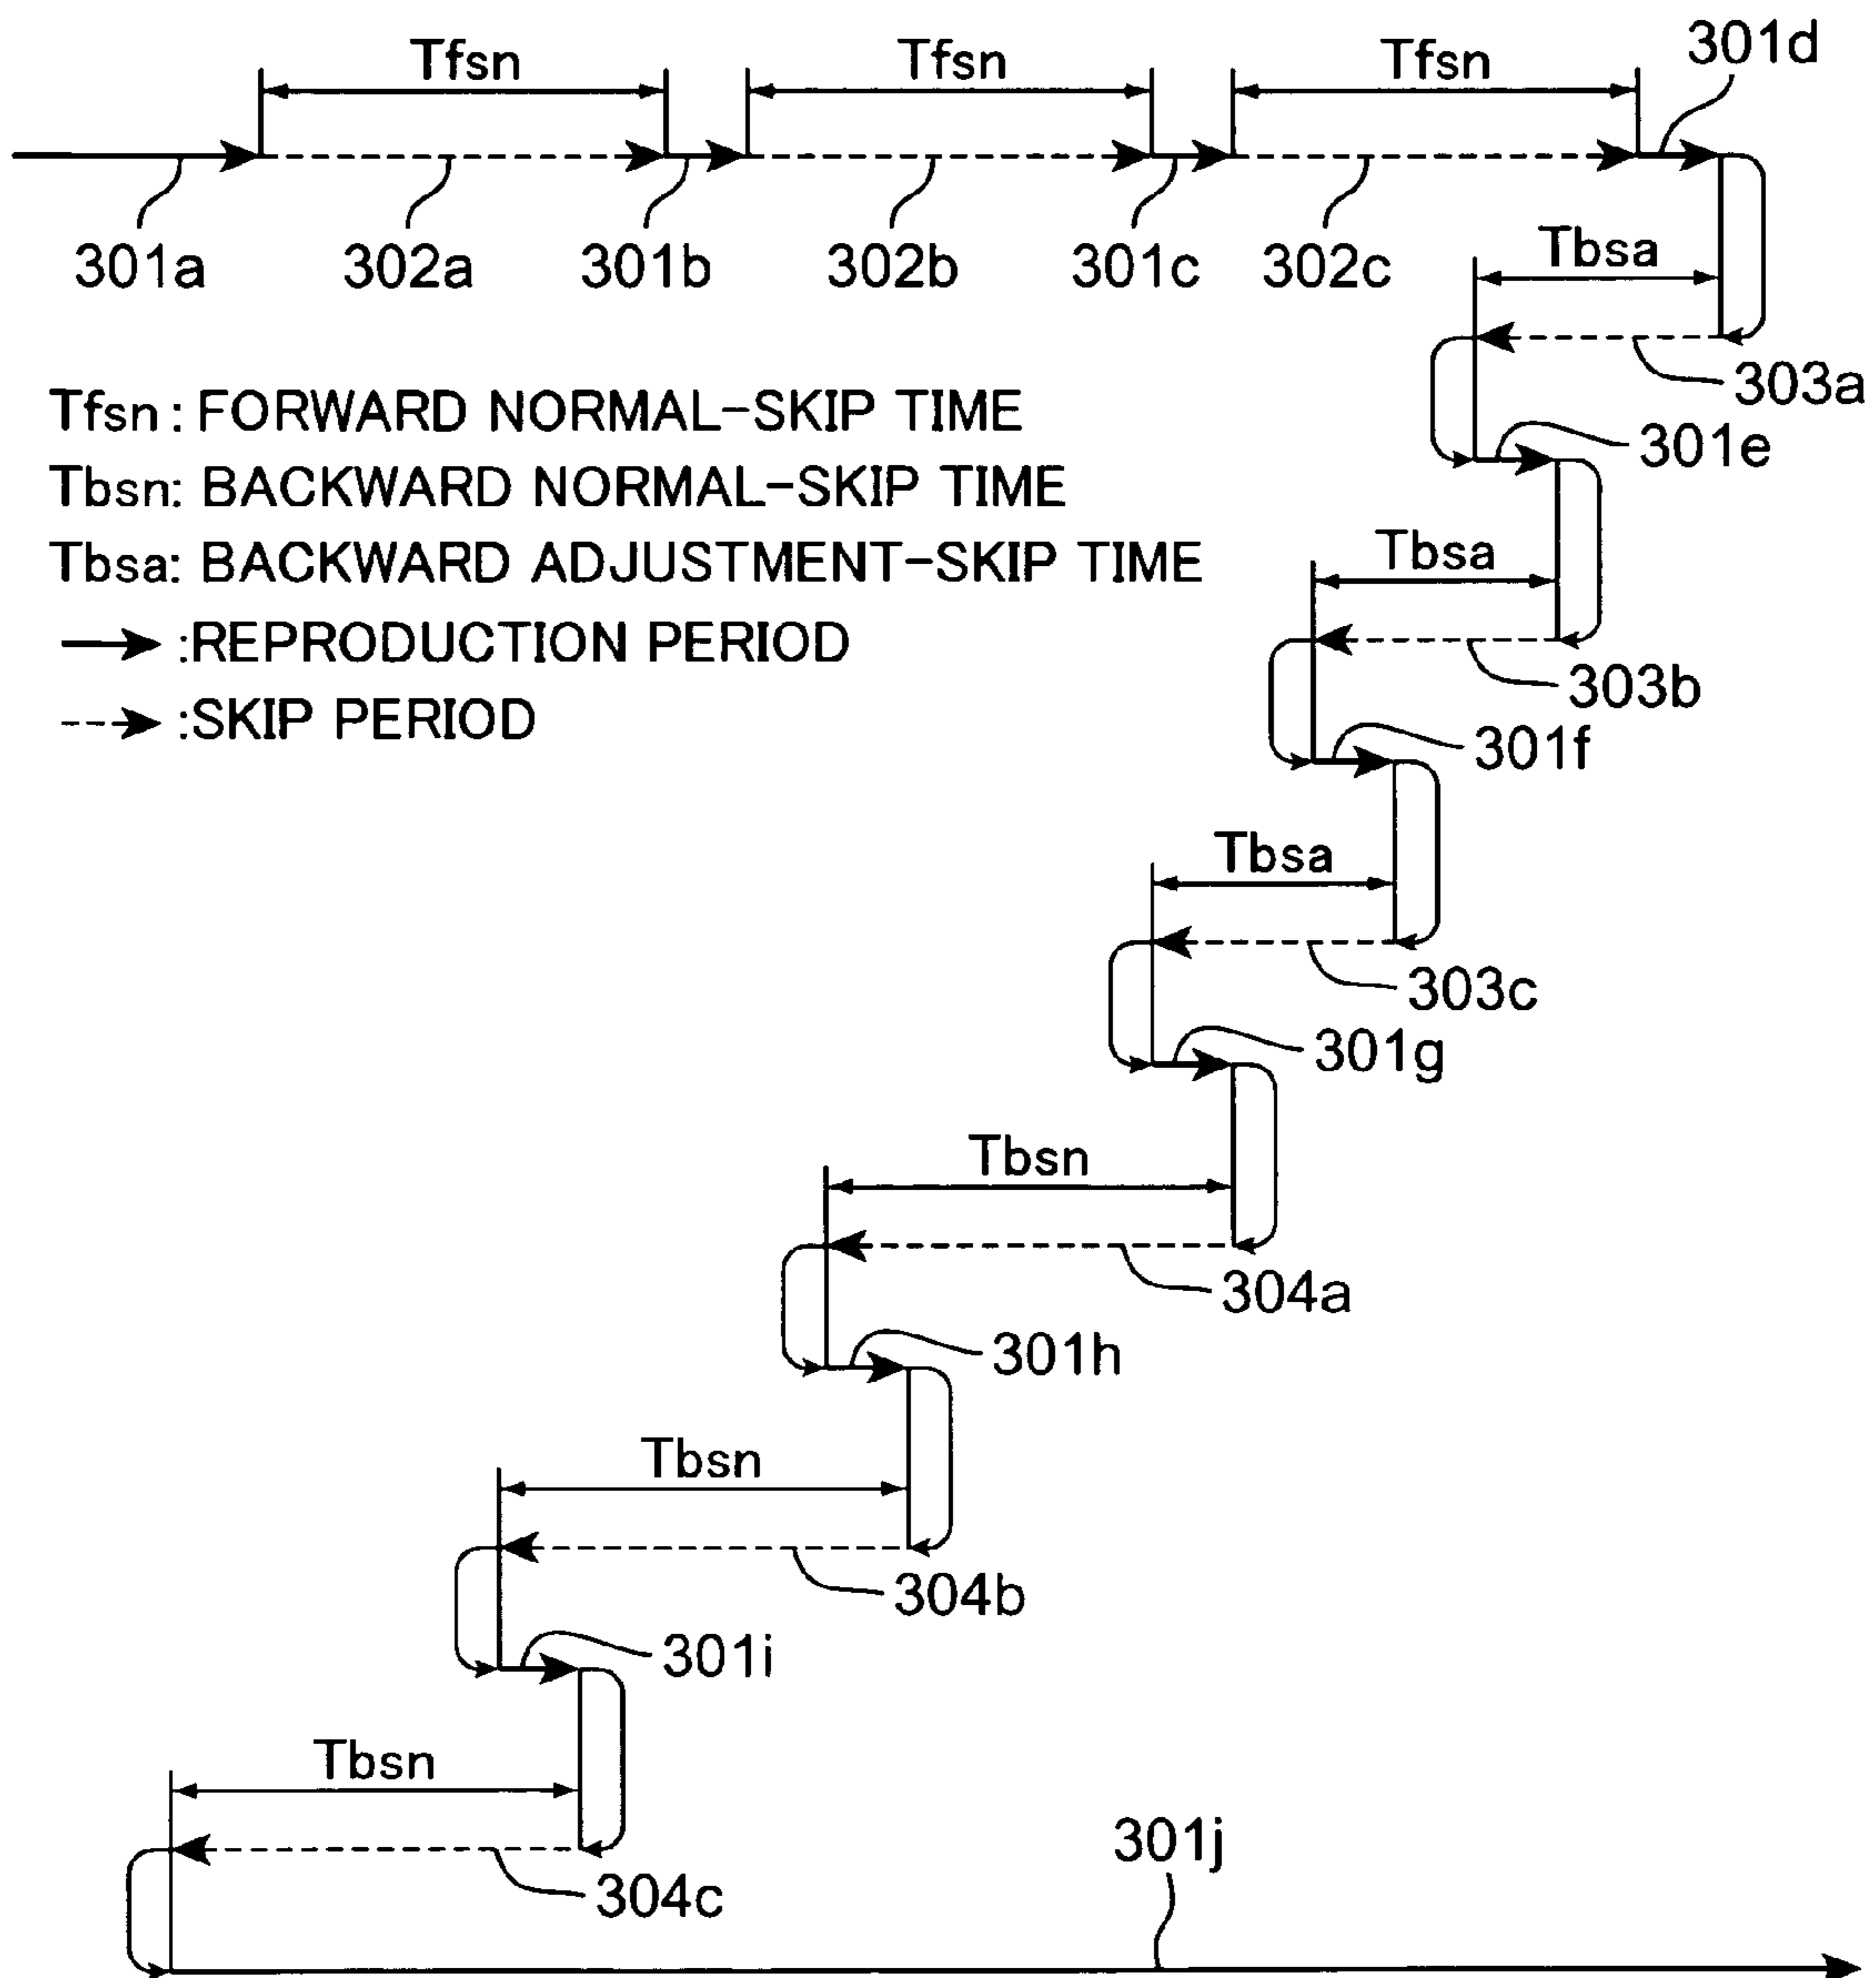 Tfsn
Tfsn
Tfsn
301d
301a
302a
301b
302b
301c
302c
Tbsa
303a
Tfsn: FORWARD NORMAL-SKIP TIME
301e
Tbsn: BACKWARD NORMAL-SKIP TIME
Tbsa: BACKWARD ADJUSTMENT-SKIP TIME
Tbsa
:REPRODUCTION PERIOD
303b
:SKIP PERIOD
301f
Tbsa
303c
301g
Tbsn
304a
301h
Tbsn
304b
301i
Tbsn
301j
304c